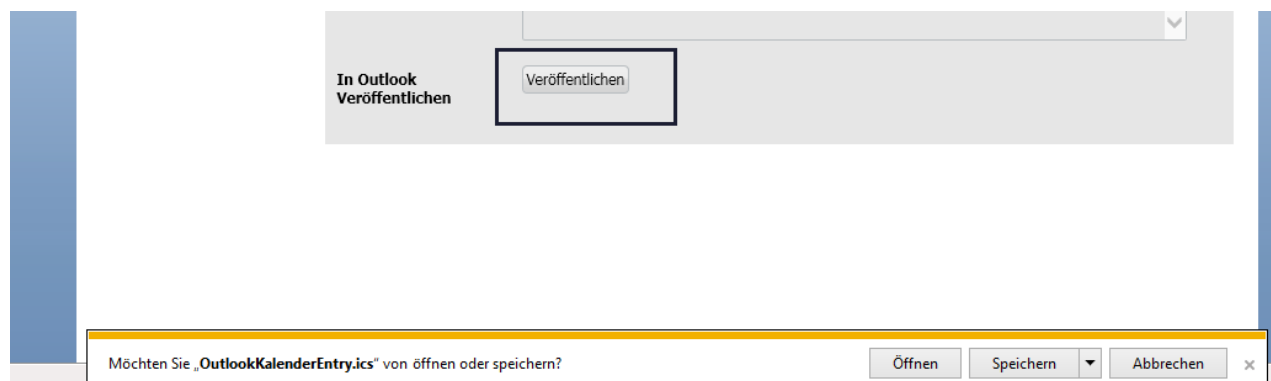 In Outlook
Veröffentlichen
Veröffentlichen
Möchten Sie „OutlookKalenderEntry.ics“ von öffnen oder speichern?
Öffnen
Speichern
Abbrechen